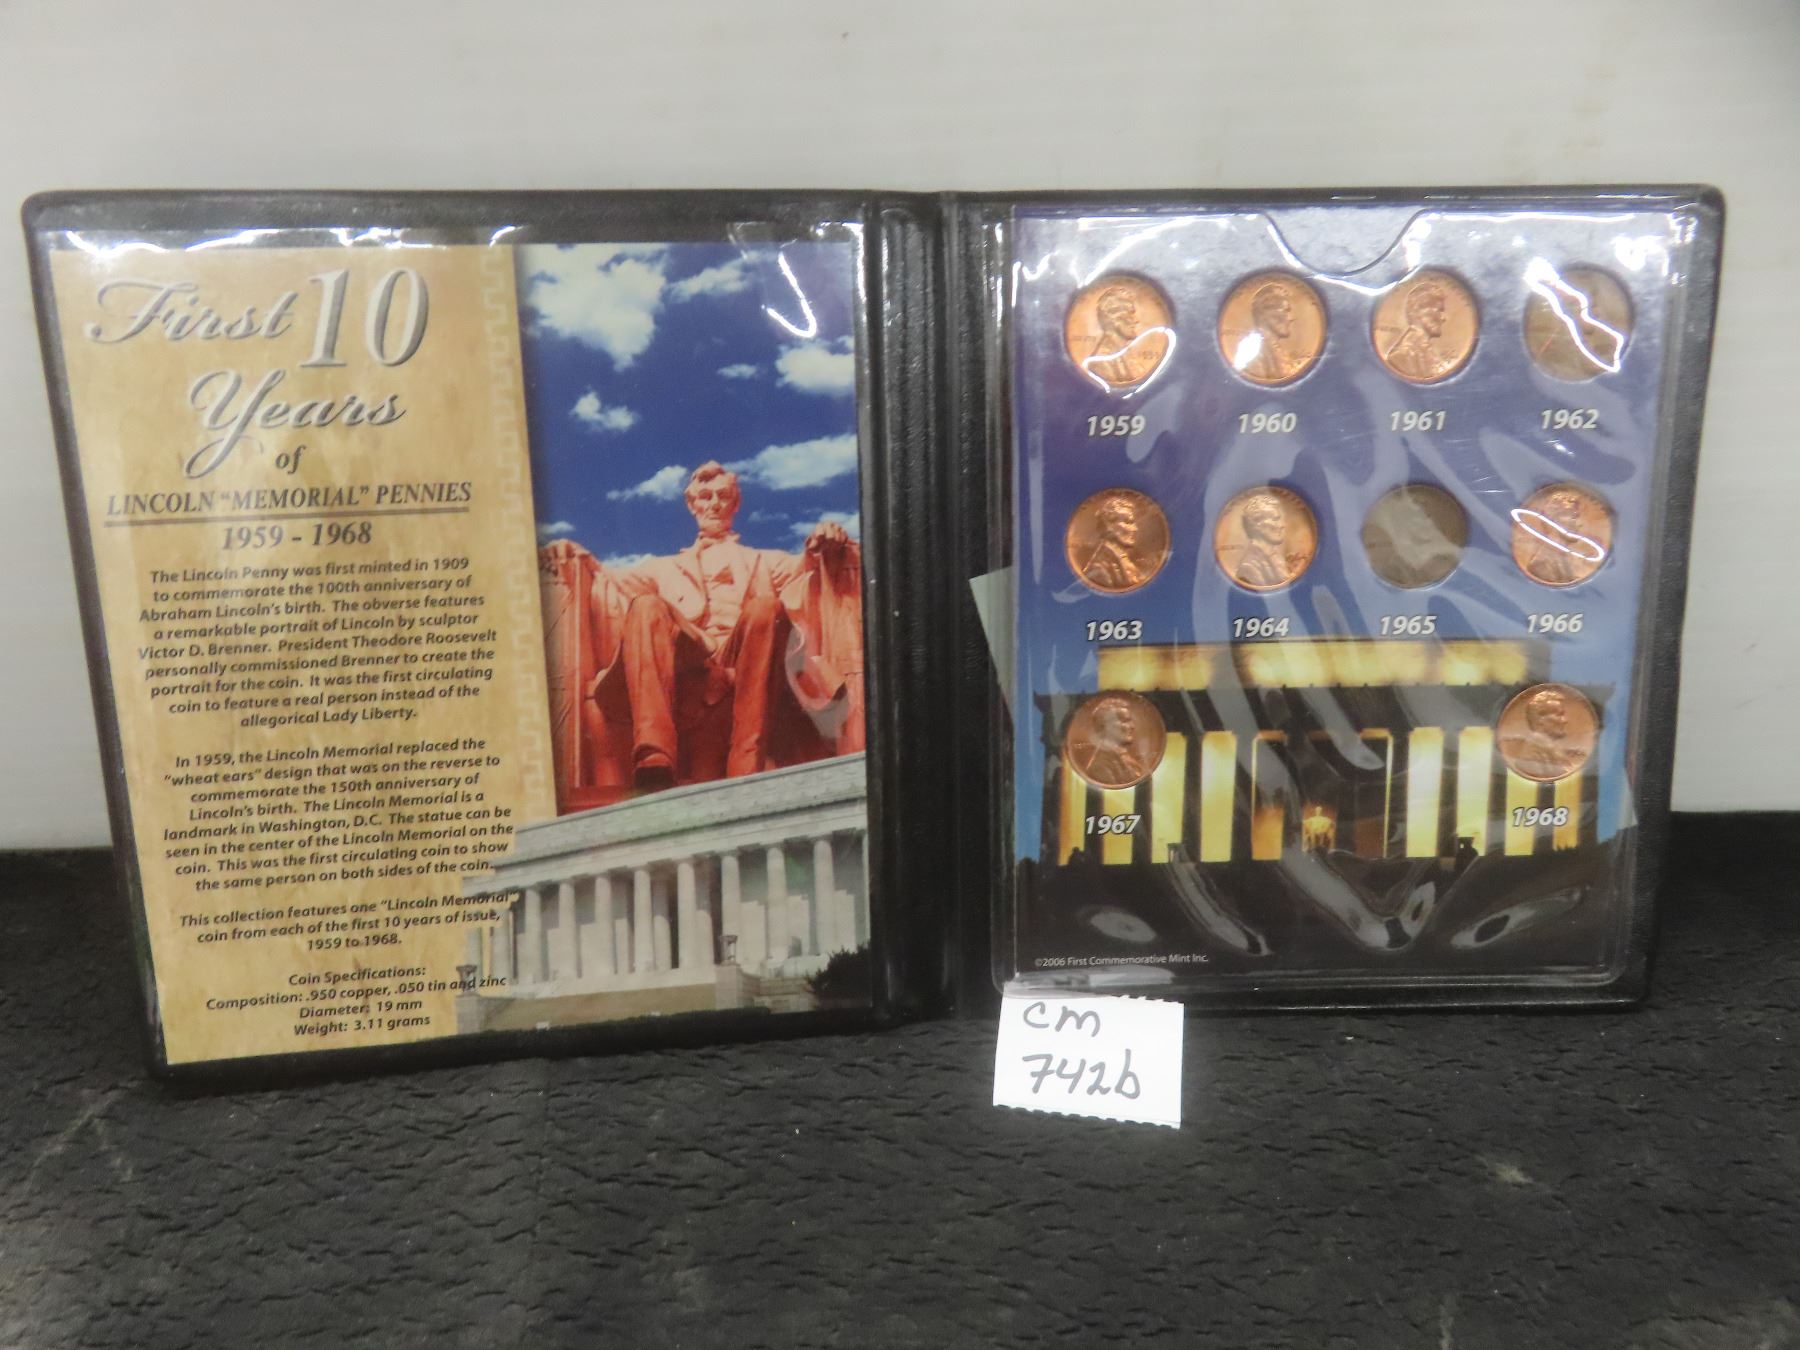 First 10
Years
of
LINCOLN "MEMORIAL" PENNIES
1959 - 1968
The Lincoln Penny was first minted in 1909
to commemorate the 100th anniversary of
Abraham Lincoln's birth. The obverse features
a remarkable portrait of Lincoln by sculptor
Victor D. Brenner. President Theodore Roosevelt
personally commissioned Brenner to create the
portrait for the coin. It was the first circulating
coin to feature a real person instead of the
allegorical Lady Liberty.
In 1959, the Lincoln Memorial replaced the
"wheat ears" design that was on the reverse to
commemorate the 150th anniversary of
Lincoln's birth. The Lincoln Memorial is a
landmark in Washington, D.C. The statue can be
seen in the center of the Lincoln Memorial on the
coin. This was the first circulating coin to show
the same person on both sides of the coin.
This collection features one "Lincoln Memorial"
coin from each of the first 10 years of issue,
1959 to 1968.
Coin Specifications:
Composition: .950 copper, .050 tin and zinc
Diameter: 19 mm
Weight: 3.11 grams
1959 1960 1961 1962
1963 1964 1965 1966
1967 1968
©2006 First Commemorative Mint Inc.
CM
742b